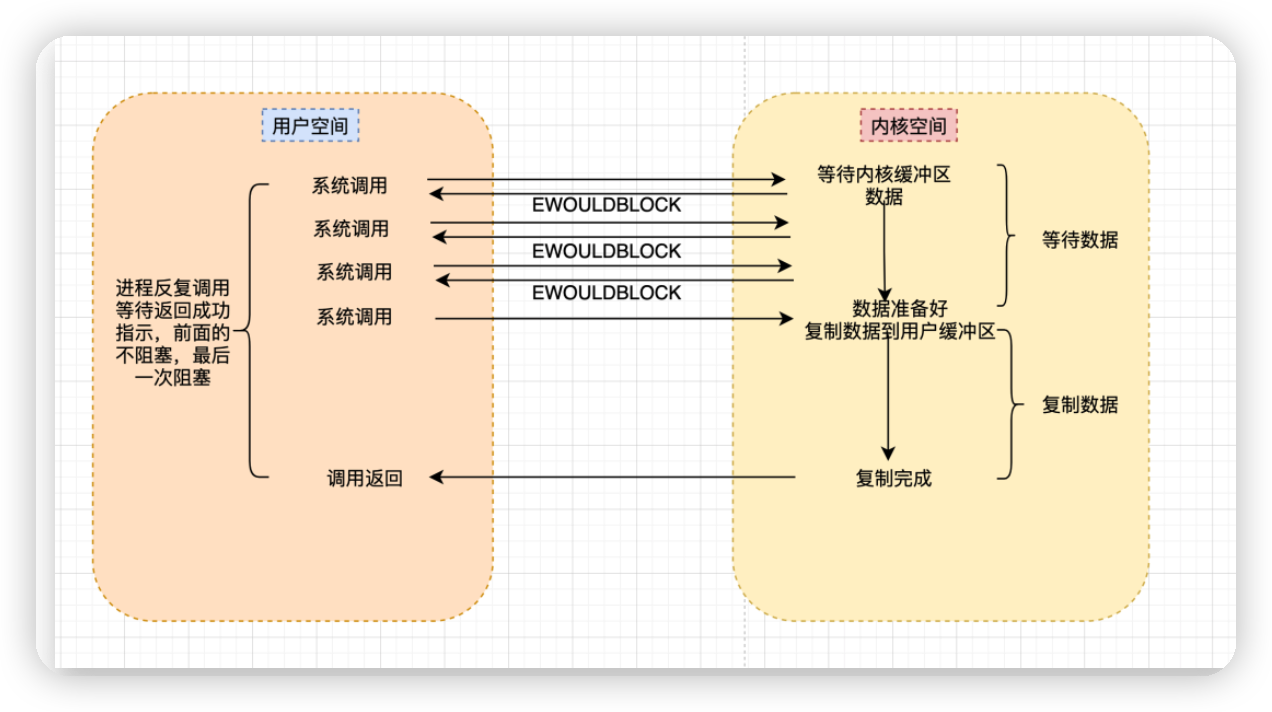 用户空间
内核空间
系统调用
等待内核缓冲区
数据
EWOULDBLOCK
系统调用
等待数据
EWOULDBLOCK
系统调用
EWOULDBLOCK
进程反复调用
等待返回成功
指示，前面的
不阻塞，最后
一次阻塞
系统调用
数据准备好
复制数据到用户缓冲区
复制数据
调用返回
复制完成